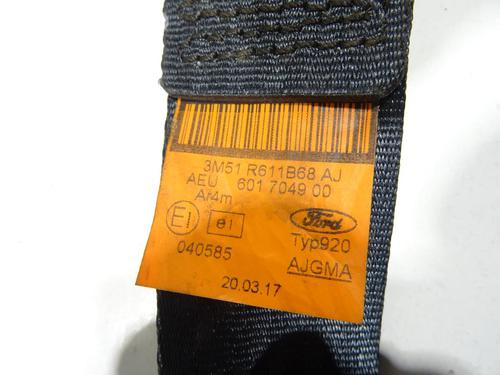 3M51 R611B68 AJ
AEU 601 7049 00
Ar4m
E1 e1 Ford
040585 Typ920
AJGMA
20.03.17